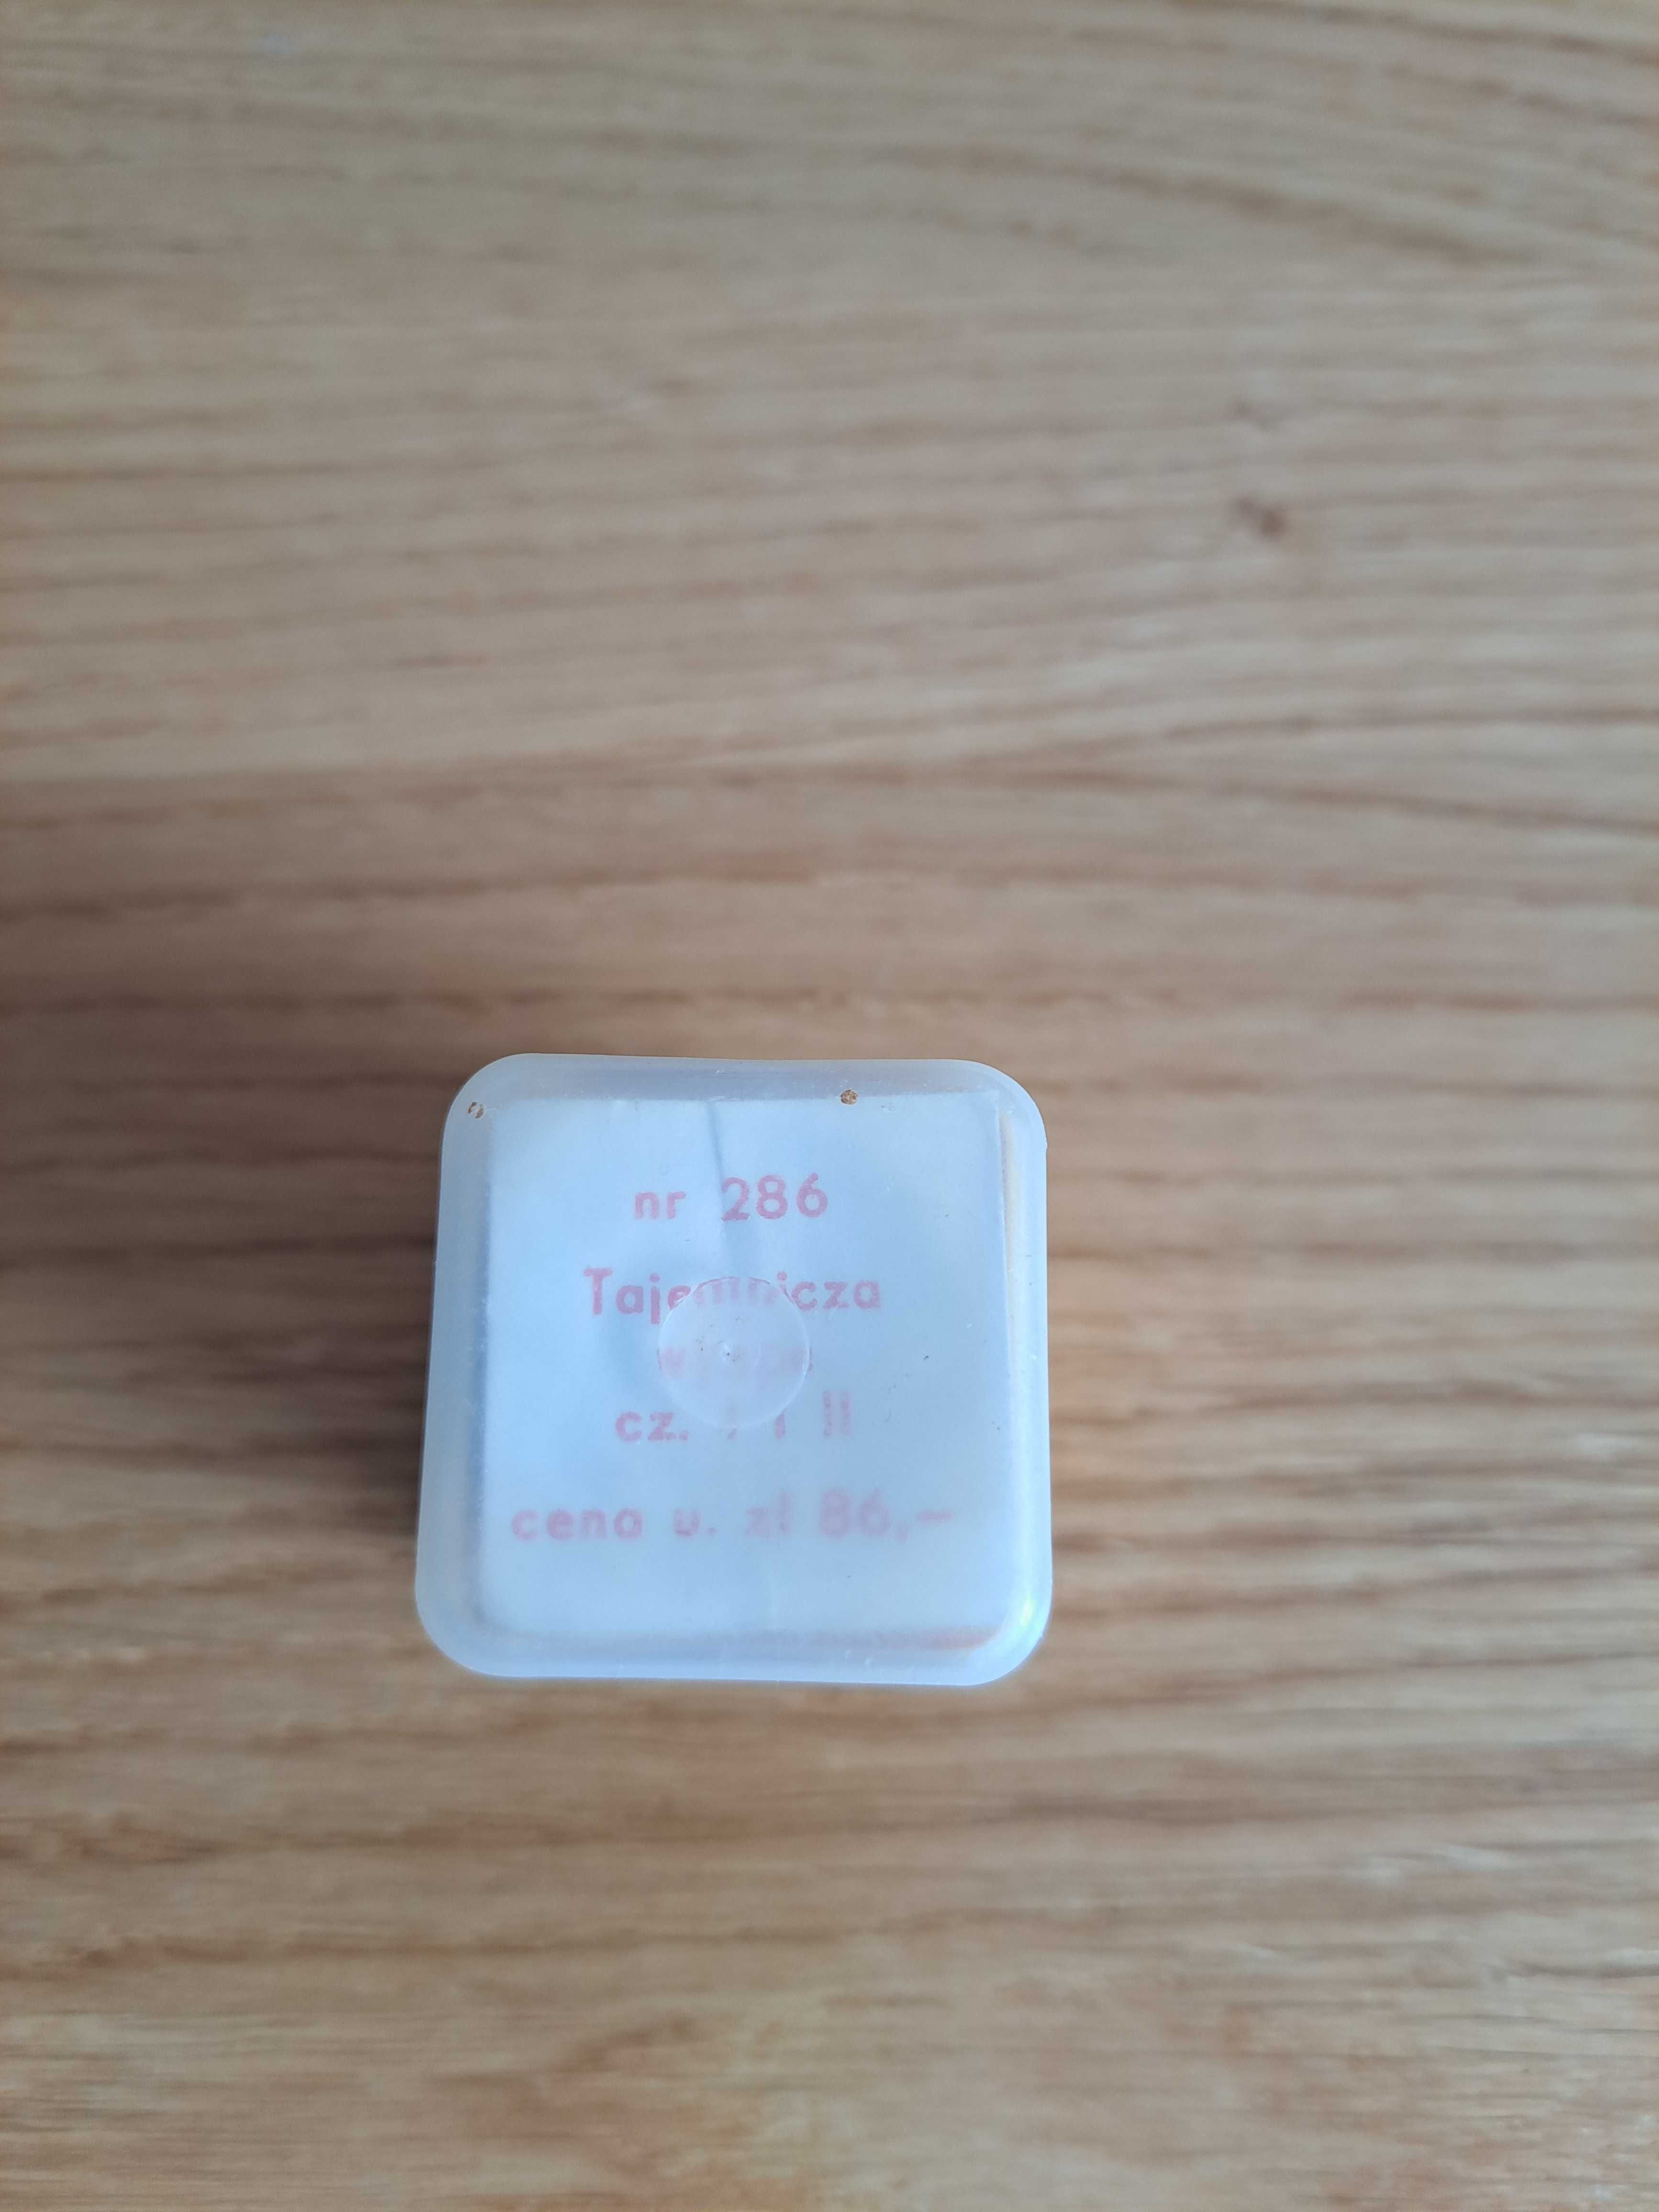 nr 286
Tajemnicza
cz. I i II
cena u. zł 86,—